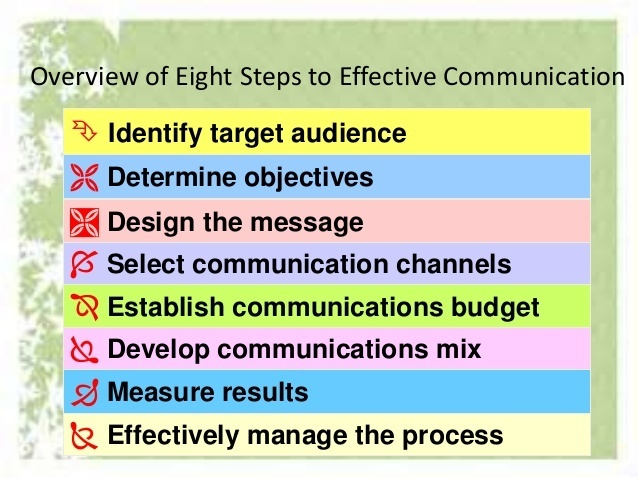 Overview of Eight Steps to Effective Communication
Identify target audience
Determine objectives
Design the message
Select communication channels
Establish communications budget
Develop communications mix
Measure results
Effectively manage the process